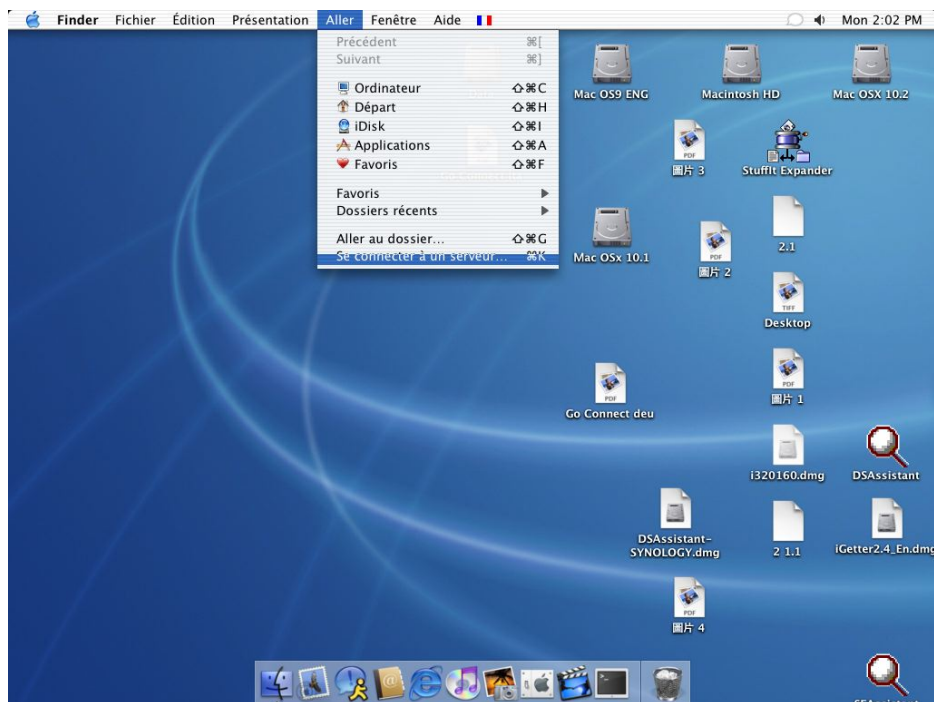 Finder Fichier Édition Présentation Aller Fenêtre Aide Mon 2:02 PM
Précédent ⌘[
Suivant ⌘]
Ordinateur ⇧⌘C
Départ ⇧⌘H
iDisk ⇧⌘I
Applications ⇧⌘A
Favoris ⇧⌘F
Favoris
Dossiers récents
Aller au dossier... ⇧⌘G
Se connecter à un serveur... ⌘K
Mac OS9 ENG
Macintosh HD
Mac OSX 10.2
PDF
圖片 3
StuffIt Expander
Mac OSx 10.1
PDF
圖片 2
2.1
TIFF
Desktop
PDF
Go Connect deu
PDF
圖片 1
i320160.dmg
DSAssistant
DSAssistant-
SYNOLOGY.dmg
2 1.1
iGetter2.4_En.dmg
PDF
圖片 4